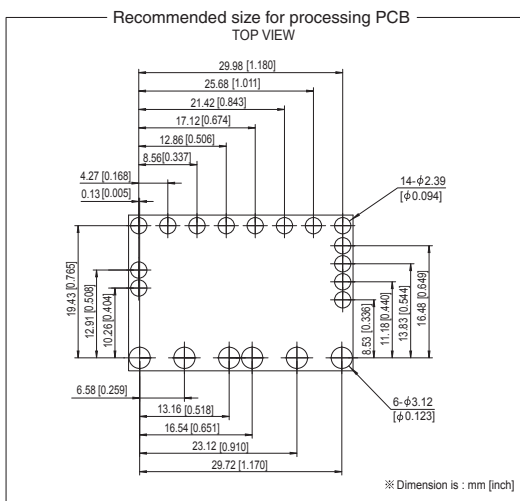 Recommended size for processing PCB
TOP VIEW
29.98 [1.180]
25.68 [1.011]
21.42 [0.843]
17.12 [0.674]
12.86 [0.506]
8.56[0.337]
4.27 [0.168]
0.13 [0.005]
14-ϕ2.39
[ϕ0.094]
19.43 [0.765]
12.91 [0.508]
10.26 [0.404]
8.53 [0.336]
11.18 [0.440]
13.83 [0.544]
16.48 [0.649]
6.58 [0.259]
13.16 [0.518]
16.54 [0.651]
23.12 [0.910]
29.72 [1.170]
6-ϕ3.12
[ϕ0.123]
※ Dimension is : mm [inch]